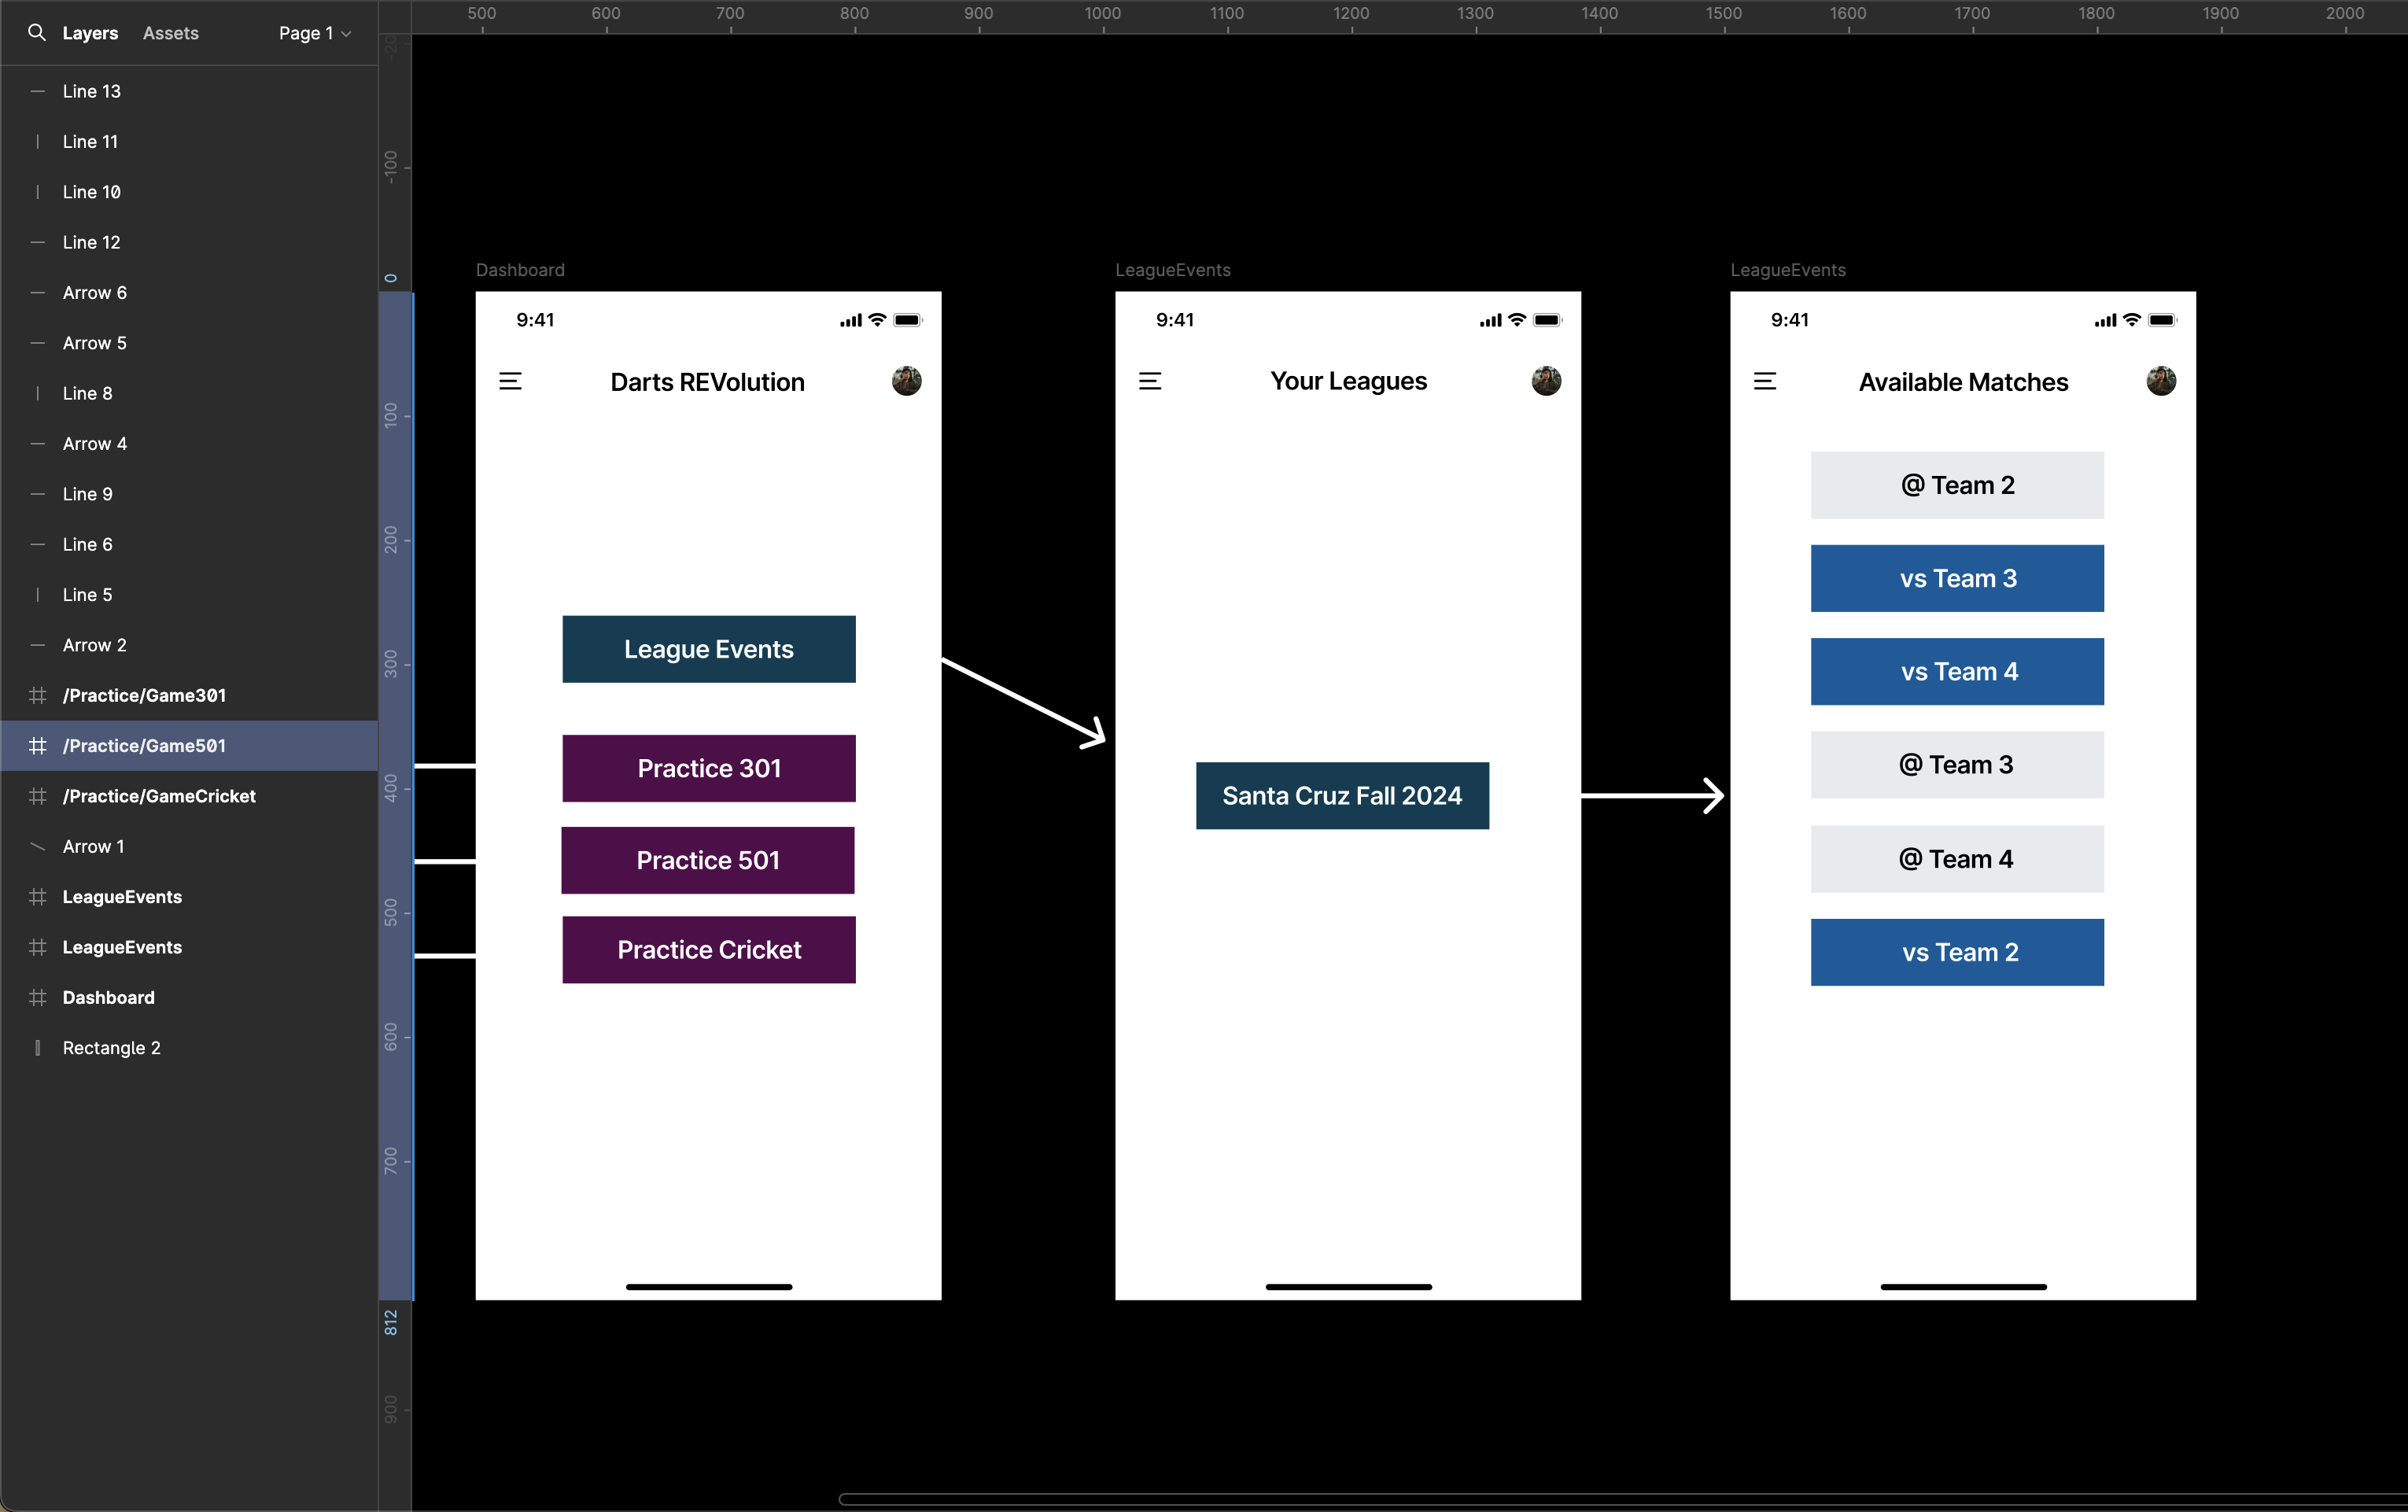 Layers Assets Page 1
Line 13
Line 11
Line 10
Line 12
Arrow 6
Arrow 5
Line 8
Arrow 4
Line 9
Line 6
Line 5
Arrow 2
/Practice/Game301
/Practice/Game501
/Practice/GameCricket
Arrow 1
LeagueEvents
LeagueEvents
Dashboard
Rectangle 2
500 600 700 800 900 1000 1100 1200 1300 1400 1500 1600 1700 1800 1900 2000
-20
-100
0
100
200
300
400
500
600
700
812
900
Dashboard
9:41
Darts REVolution
League Events
Practice 301
Practice 501
Practice Cricket
LeagueEvents
9:41
Your Leagues
Santa Cruz Fall 2024
LeagueEvents
9:41
Available Matches
@ Team 2
vs Team 3
vs Team 4
@ Team 3
@ Team 4
vs Team 2